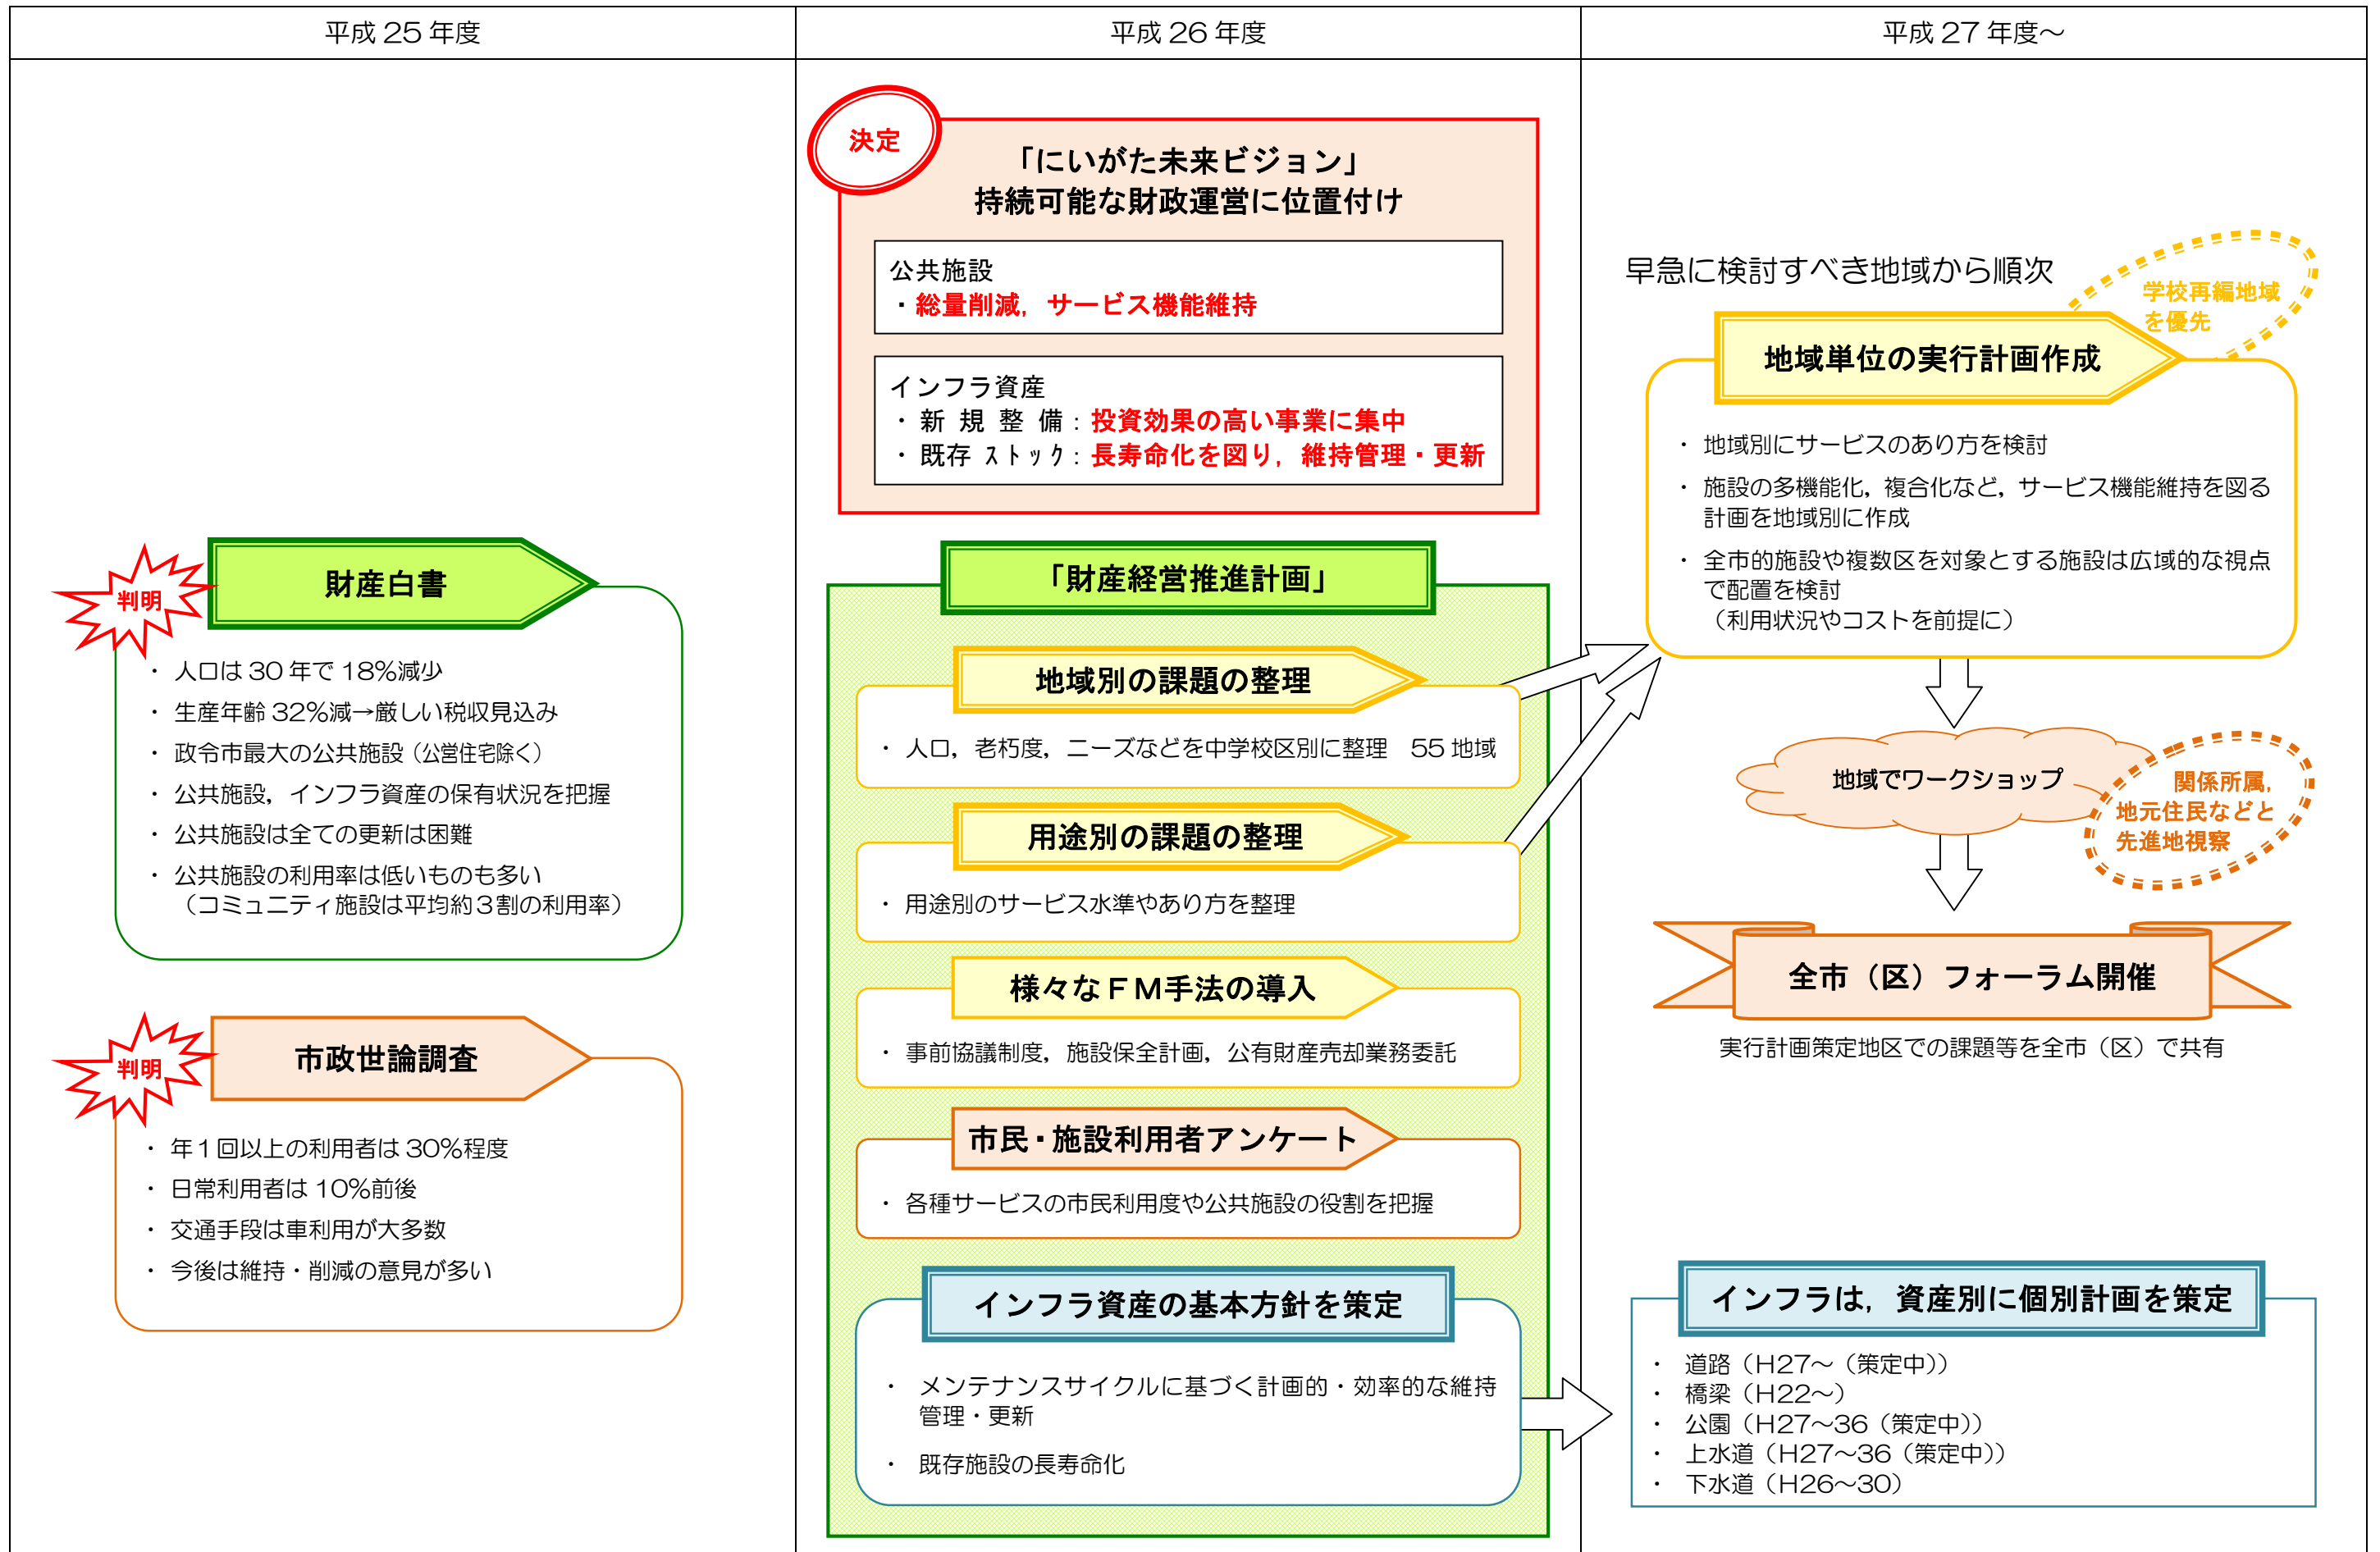 平成 25 年度
平成 26 年度
平成 27 年度～
判明
財産白書
・ 人口は 30 年で 18％減少
・ 生産年齢 32％減→厳しい税収見込み
・ 政令市最大の公共施設（公営住宅除く）
・ 公共施設，インフラ資産の保有状況を把握
・ 公共施設は全ての更新は困難
・ 公共施設の利用率は低いものも多い
（コミュニティ施設は平均約３割の利用率）
判明
市政世論調査
・ 年１回以上の利用者は 30％程度
・ 日常利用者は 10％前後
・ 交通手段は車利用が大多数
・ 今後は維持・削減の意見が多い
決定
「にいがた未来ビジョン」
持続可能な財政運営に位置付け
公共施設
・総量削減，サービス機能維持
インフラ資産
・新 規 整 備：投資効果の高い事業に集中
・既存 ｽﾄｯｸ：長寿命化を図り，維持管理・更新
「財産経営推進計画」
地域別の課題の整理
・ 人口，老朽度，ニーズなどを中学校区別に整理　55 地域
用途別の課題の整理
・ 用途別のサービス水準やあり方を整理
様々なＦＭ手法の導入
・ 事前協議制度，施設保全計画，公有財産売却業務委託
市民・施設利用者アンケート
・ 各種サービスの市民利用度や公共施設の役割を把握
インフラ資産の基本方針を策定
・ メンテナンスサイクルに基づく計画的・効率的な維持
管理・更新
・ 既存施設の長寿命化
早急に検討すべき地域から順次
学校再編地域
を優先
地域単位の実行計画作成
・ 地域別にサービスのあり方を検討
・ 施設の多機能化，複合化など，サービス機能維持を図る
計画を地域別に作成
・ 全市的施設や複数区を対象とする施設は広域的な視点
で配置を検討
（利用状況やコストを前提に）
地域でワークショップ
関係所属，
地元住民などと
先進地視察
全市（区）フォーラム開催
実行計画策定地区での課題等を全市（区）で共有
インフラは，資産別に個別計画を策定
・ 道路（H27～（策定中））
・ 橋梁（H22～）
・ 公園（H27～36（策定中））
・ 上水道（H27～36（策定中））
・ 下水道（H26～30）